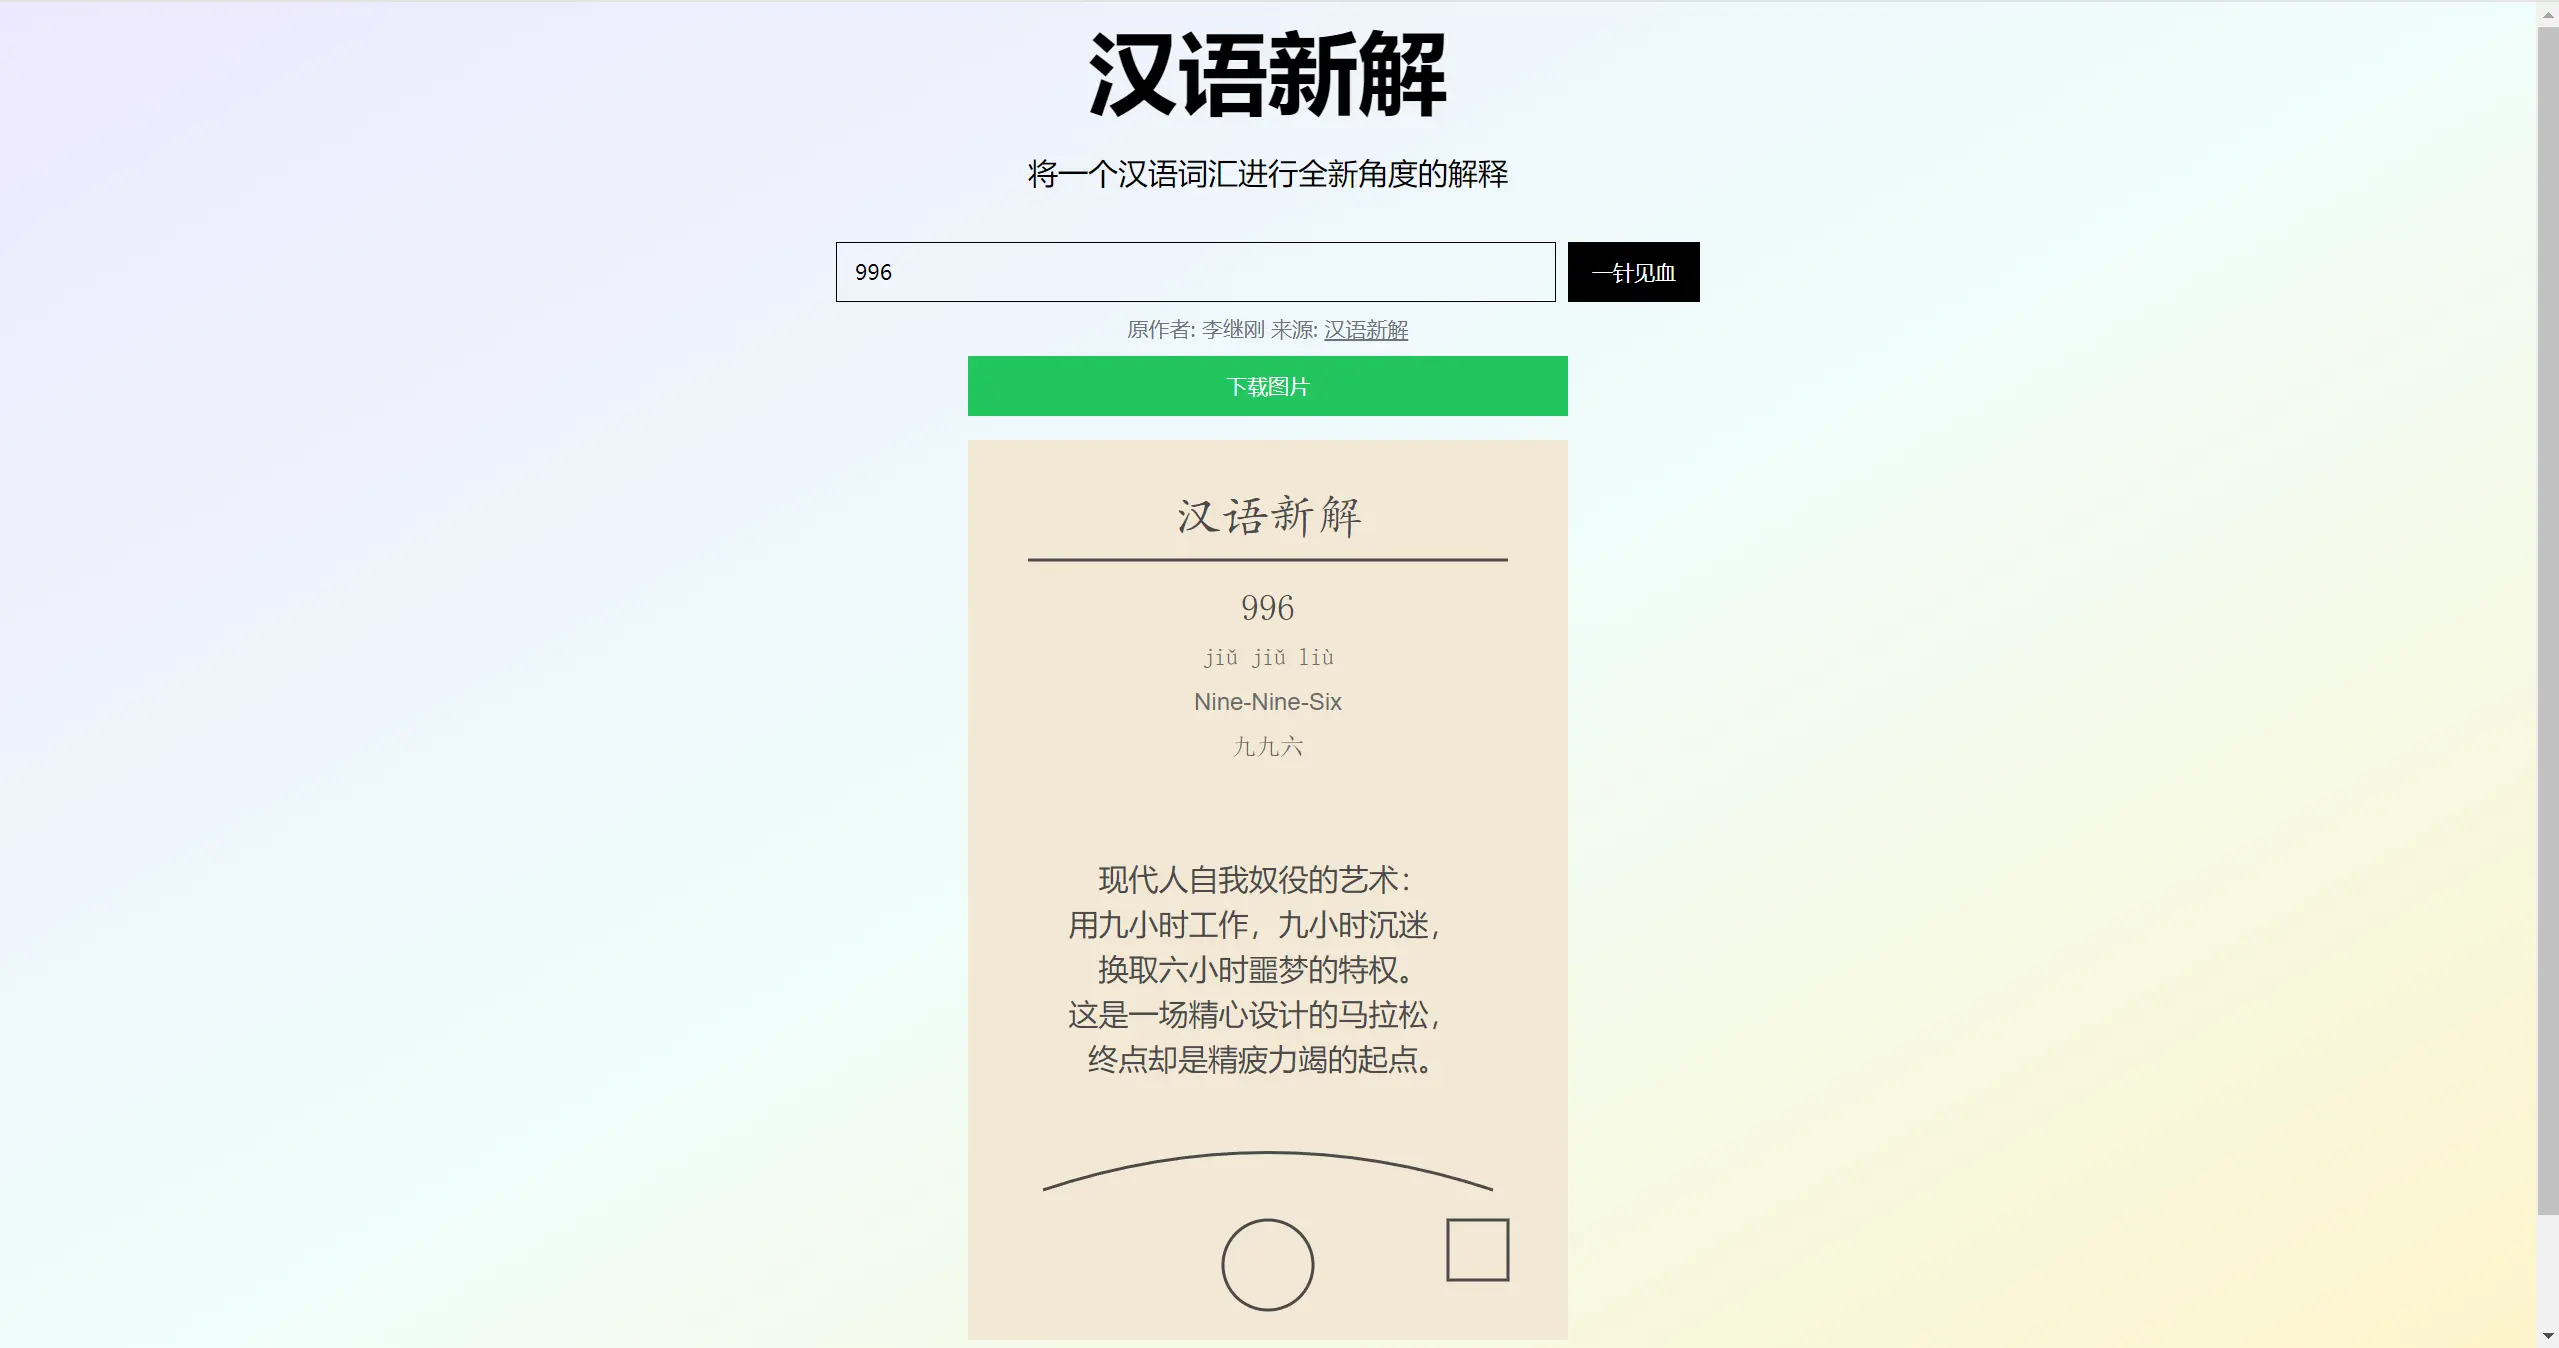 汉语新解
将一个汉语词汇进行全新角度的解释
996
一针见血
原作者: 李继刚 来源: 汉语新解
下载图片
汉语新解
996
jiǔ jiǔ liù
Nine-Nine-Six
九九六
现代人自我奴役的艺术：
用九小时工作，九小时沉迷，
换取六小时噩梦的特权。
这是一场精心设计的马拉松，
终点却是精疲力竭的起点。